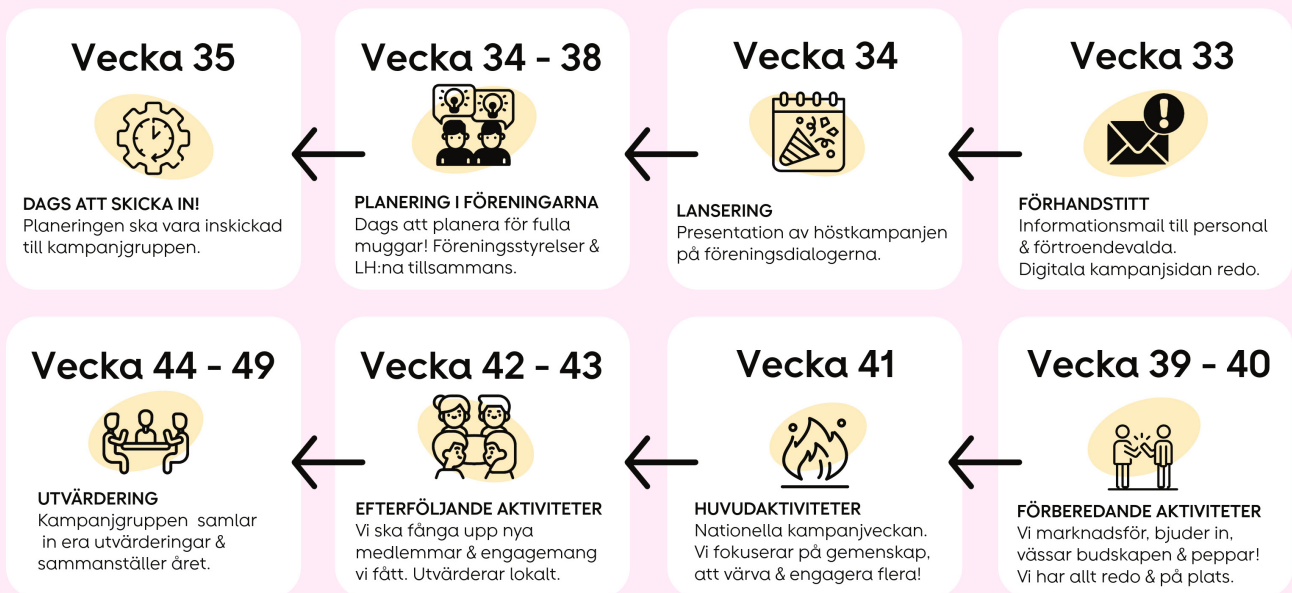 Vecka 35
DAGS ATT SKICKA IN!
Planeringen ska vara inskickad
till kampanjgruppen.
Vecka 34 - 38
PLANERING I FÖRENINGARNA
Dags att planera för fulla
muggar! Föreningsstyrelser &
LH:na tillsammans.
Vecka 34
LANSERING
Presentation av höstkampanjen
på föreningsdialogerna.
Vecka 33
FÖRHANDSTITT
Informationsmail till personal
& förtroendevalda.
Digitala kampanjsidan redo.
Vecka 44 - 49
UTVÄRDERING
Kampanjgruppen samlar
in era utvärderingar &
sammanställer året.
Vecka 42 - 43
EFTERFÖLJANDE AKTIVITETER
Vi ska fånga upp nya
medlemmar & engagemang
vi fått. Utvärderar lokalt.
Vecka 41
HUVUDAKTIVITETER
Nationella kampanjveckan.
Vi fokuserar på gemenskap,
att värva & engagera flera!
Vecka 39 - 40
FÖRBEREDANDE AKTIVITETER
Vi marknadsför, bjuder in,
vässar budskapen & peppar!
Vi har allt redo & på plats.